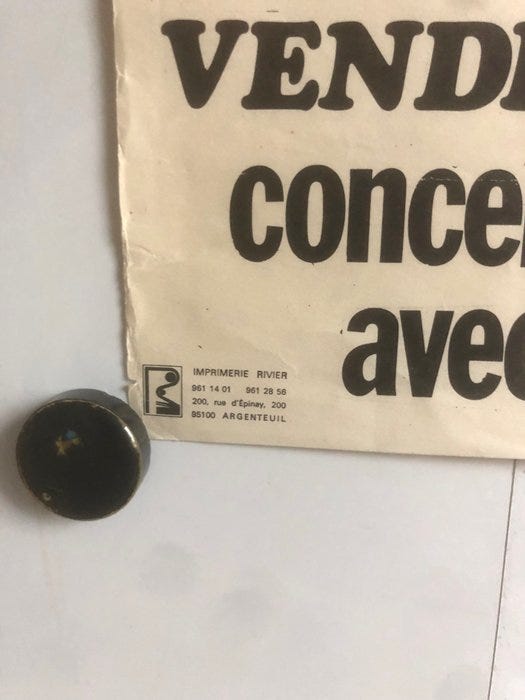 VEND
conce
avec
IMPRIMERIE RIVIER
961 14 01 961 28 56
200, rue d'Épinay, 200
95100 ARGENTEUIL